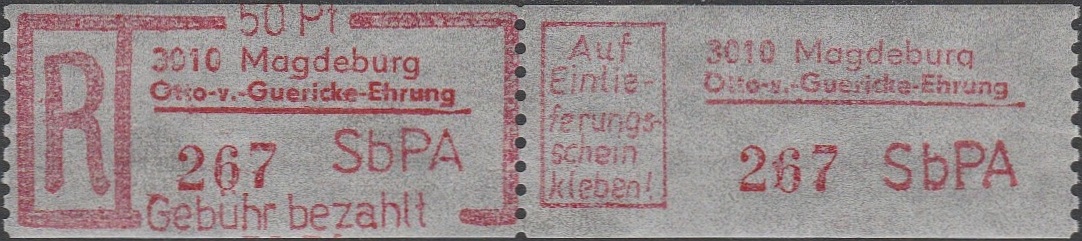 50 Pf
R
3010 Magdeburg
Otto-v.-Guericke-Ehrung
267 SbPA
Gebühr bezahlt
Auf
Einlie-
ferungs-
schein
kleben!
3010 Magdeburg
Otto-v.-Guericke-Ehrung
267 SbPA